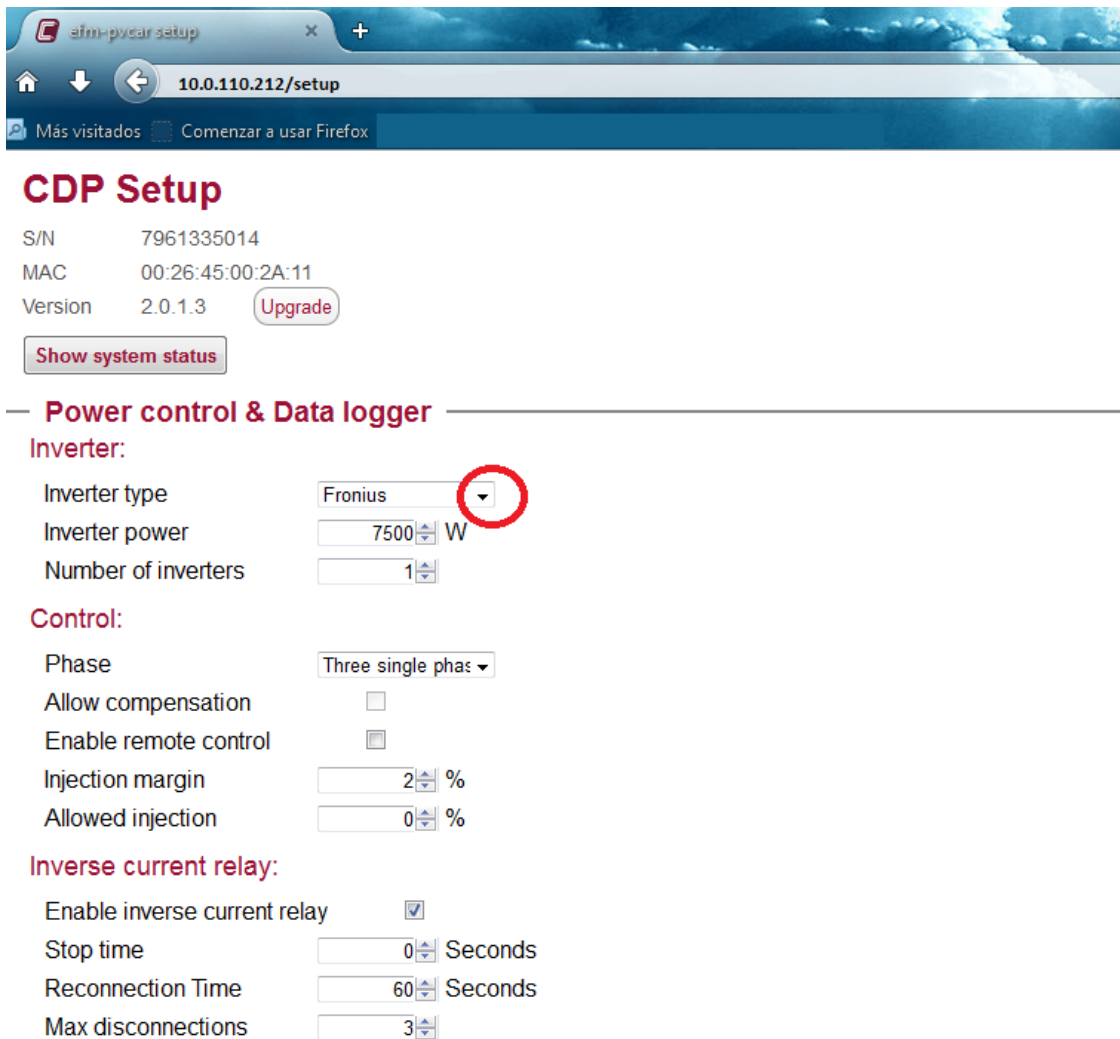 efm-pvcar setup
10.0.110.212/setup
Más visitados Comenzar a usar Firefox
CDP Setup
S/N 7961335014
MAC 00:26:45:00:2A:11
Version 2.0.1.3 Upgrade
Show system status
Power control & Data logger
Inverter:
Inverter type Fronius
Inverter power 7500 W
Number of inverters 1
Control:
Phase Three single phas
Allow compensation
Enable remote control
Injection margin 2 %
Allowed injection 0 %
Inverse current relay:
Enable inverse current relay
Stop time 0 Seconds
Reconnection Time 60 Seconds
Max disconnections 3